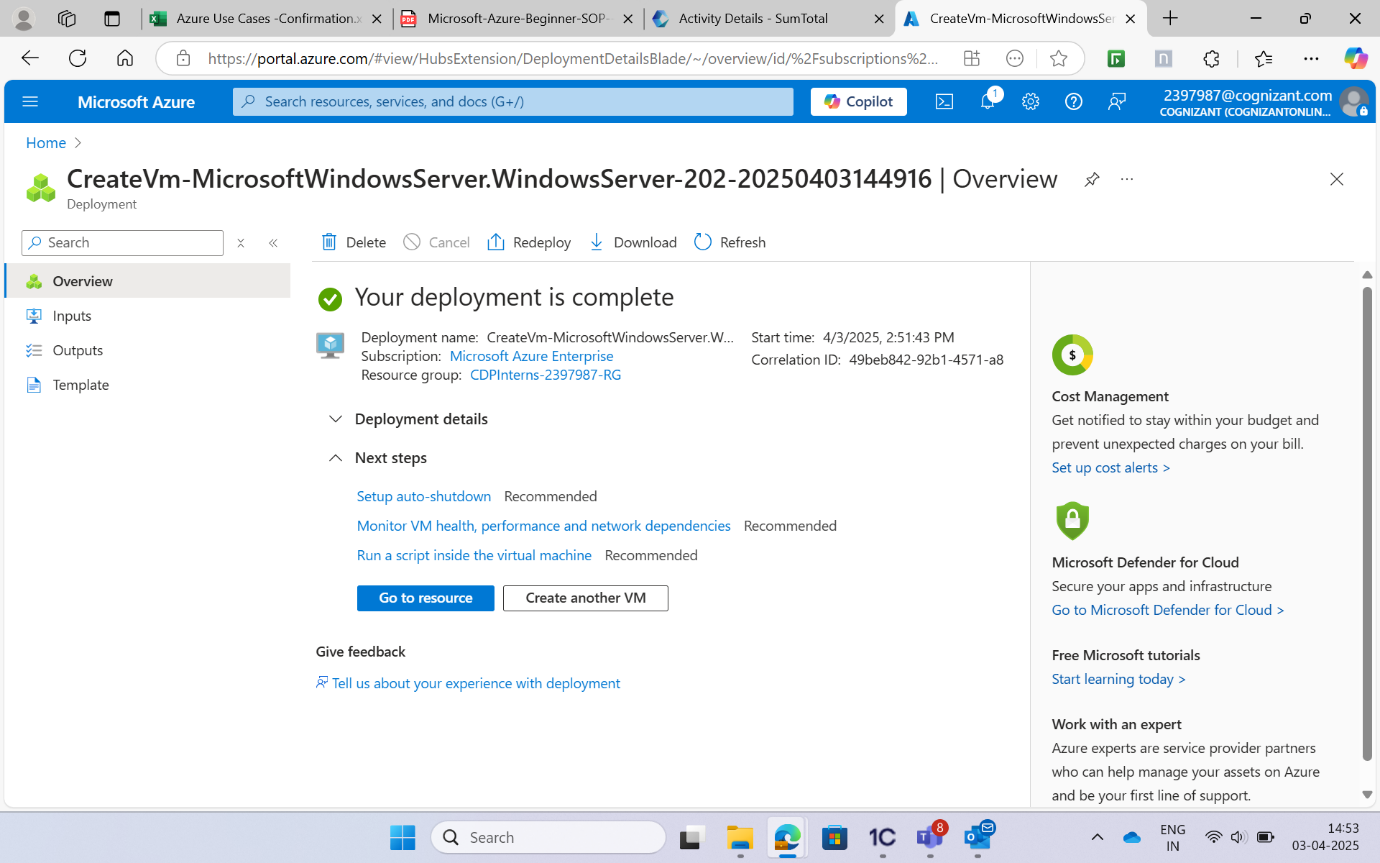 Azure Use Cases -Confirmation.x
Microsoft-Azure-Beginner-SOP-
Activity Details - SumTotal
CreateVm-MicrosoftWindowsSer
https://portal.azure.com/#view/HubsExtension/DeploymentDetailsBlade/~/overview/id/%2Fsubscriptions%2...
Microsoft Azure
Search resources, services, and docs (G+/)
Copilot
1
2397987@cognizant.com
COGNIZANT (COGNIZANTONLIN...
Home >
CreateVm-MicrosoftWindowsServer.WindowsServer-202-20250403144916 | Overview
Deployment
Search
Delete
Cancel
Redeploy
Download
Refresh
Overview
Inputs
Outputs
Template
Your deployment is complete
Deployment name: CreateVm-MicrosoftWindowsServer.W...
Subscription: Microsoft Azure Enterprise
Resource group: CDPInterns-2397987-RG
Start time: 4/3/2025, 2:51:43 PM
Correlation ID: 49beb842-92b1-4571-a8
Deployment details
Next steps
Setup auto-shutdown Recommended
Monitor VM health, performance and network dependencies Recommended
Run a script inside the virtual machine Recommended
Go to resource
Create another VM
Give feedback
Tell us about your experience with deployment
Cost Management
Get notified to stay within your budget and
prevent unexpected charges on your bill.
Set up cost alerts >
Microsoft Defender for Cloud
Secure your apps and infrastructure
Go to Microsoft Defender for Cloud >
Free Microsoft tutorials
Start learning today >
Work with an expert
Azure experts are service provider partners
who can help manage your assets on Azure
and be your first line of support.
Search
1C
8
ENG
IN
14:53
03-04-2025